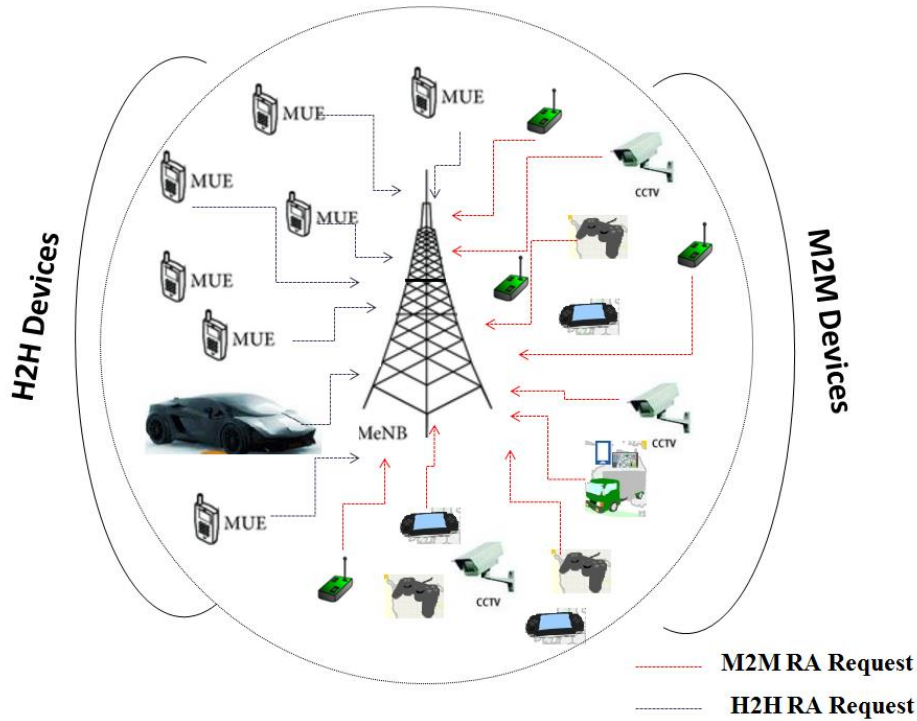 MUE
MUE
MUE
MUE
MUE
MUE
MUE
MeNB
CCTV
CCTV
CCTV
H2H Devices
M2M Devices
M2M RA Request
H2H RA Request